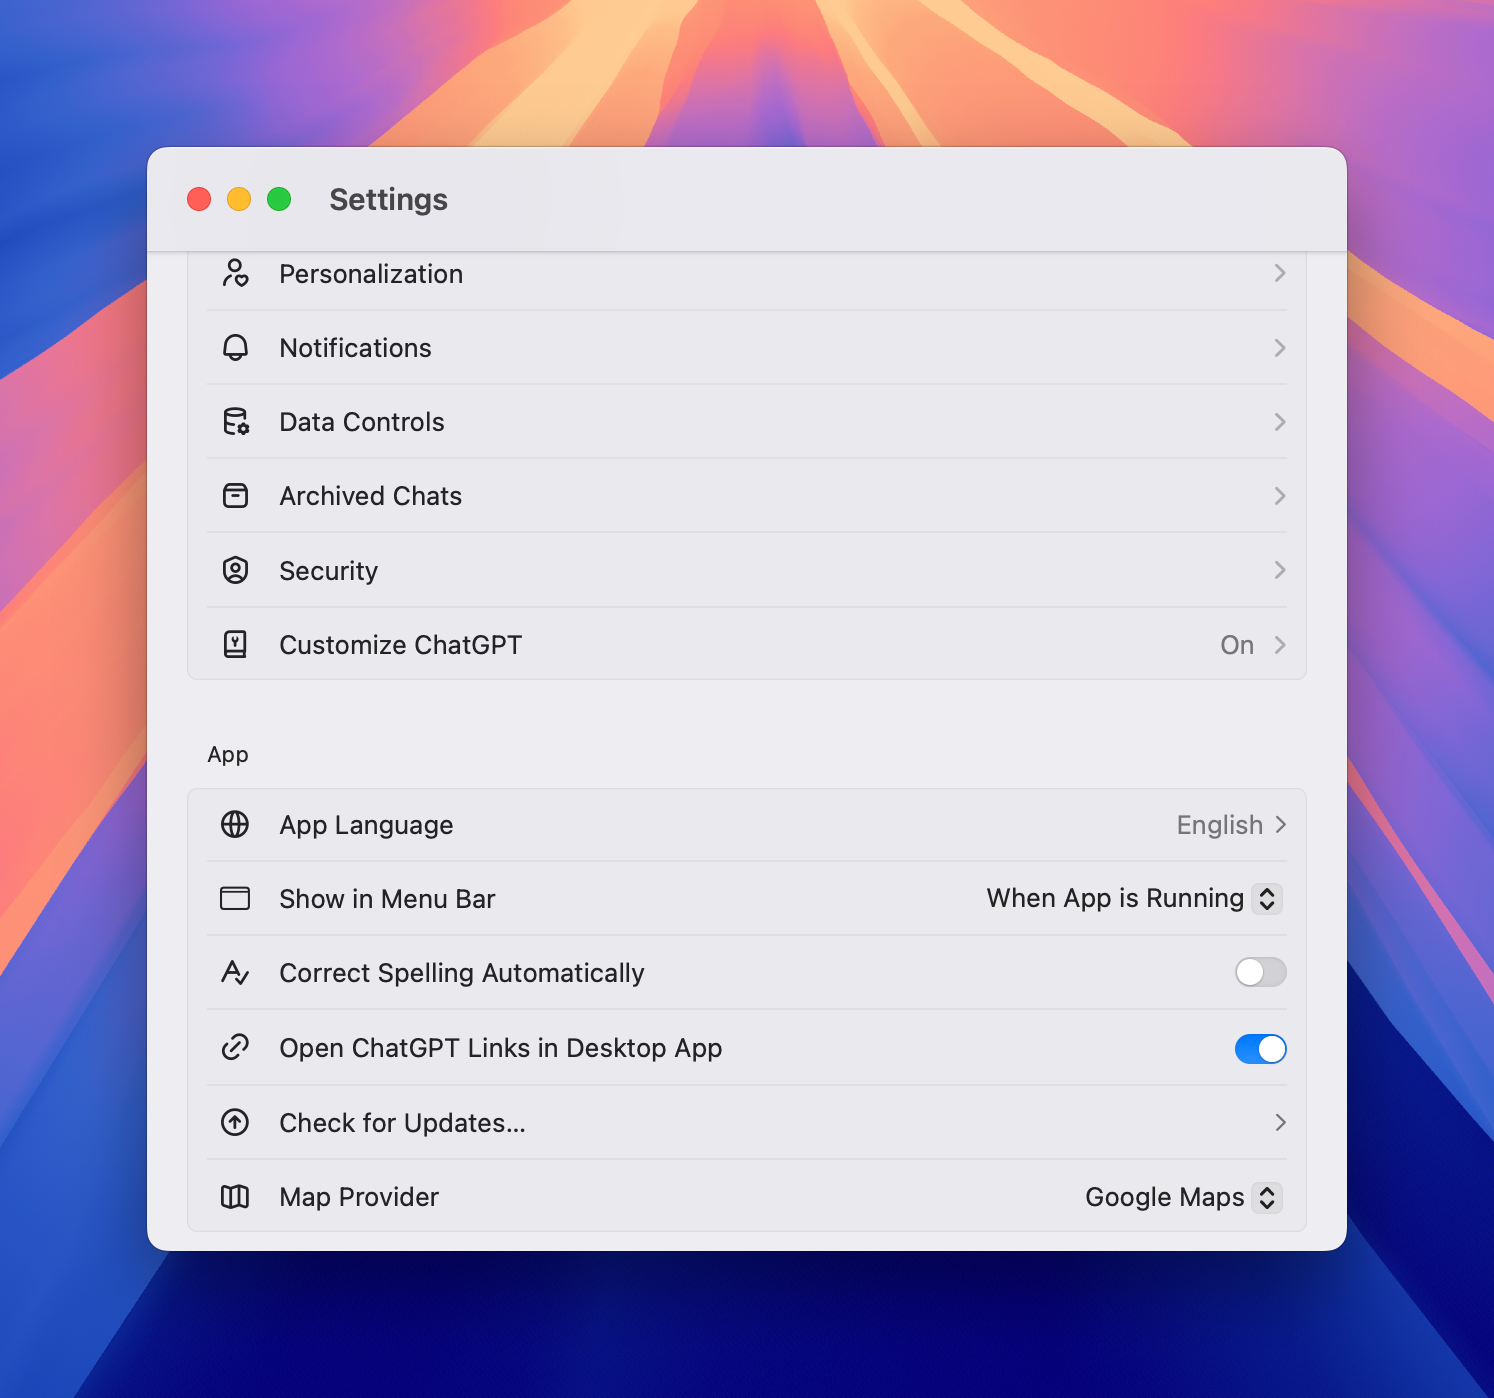 Settings
Personalization
Notifications
Data Controls
Archived Chats
Security
Customize ChatGPT On
App
App Language English
Show in Menu Bar When App is Running
Correct Spelling Automatically
Open ChatGPT Links in Desktop App
Check for Updates...
Map Provider Google Maps